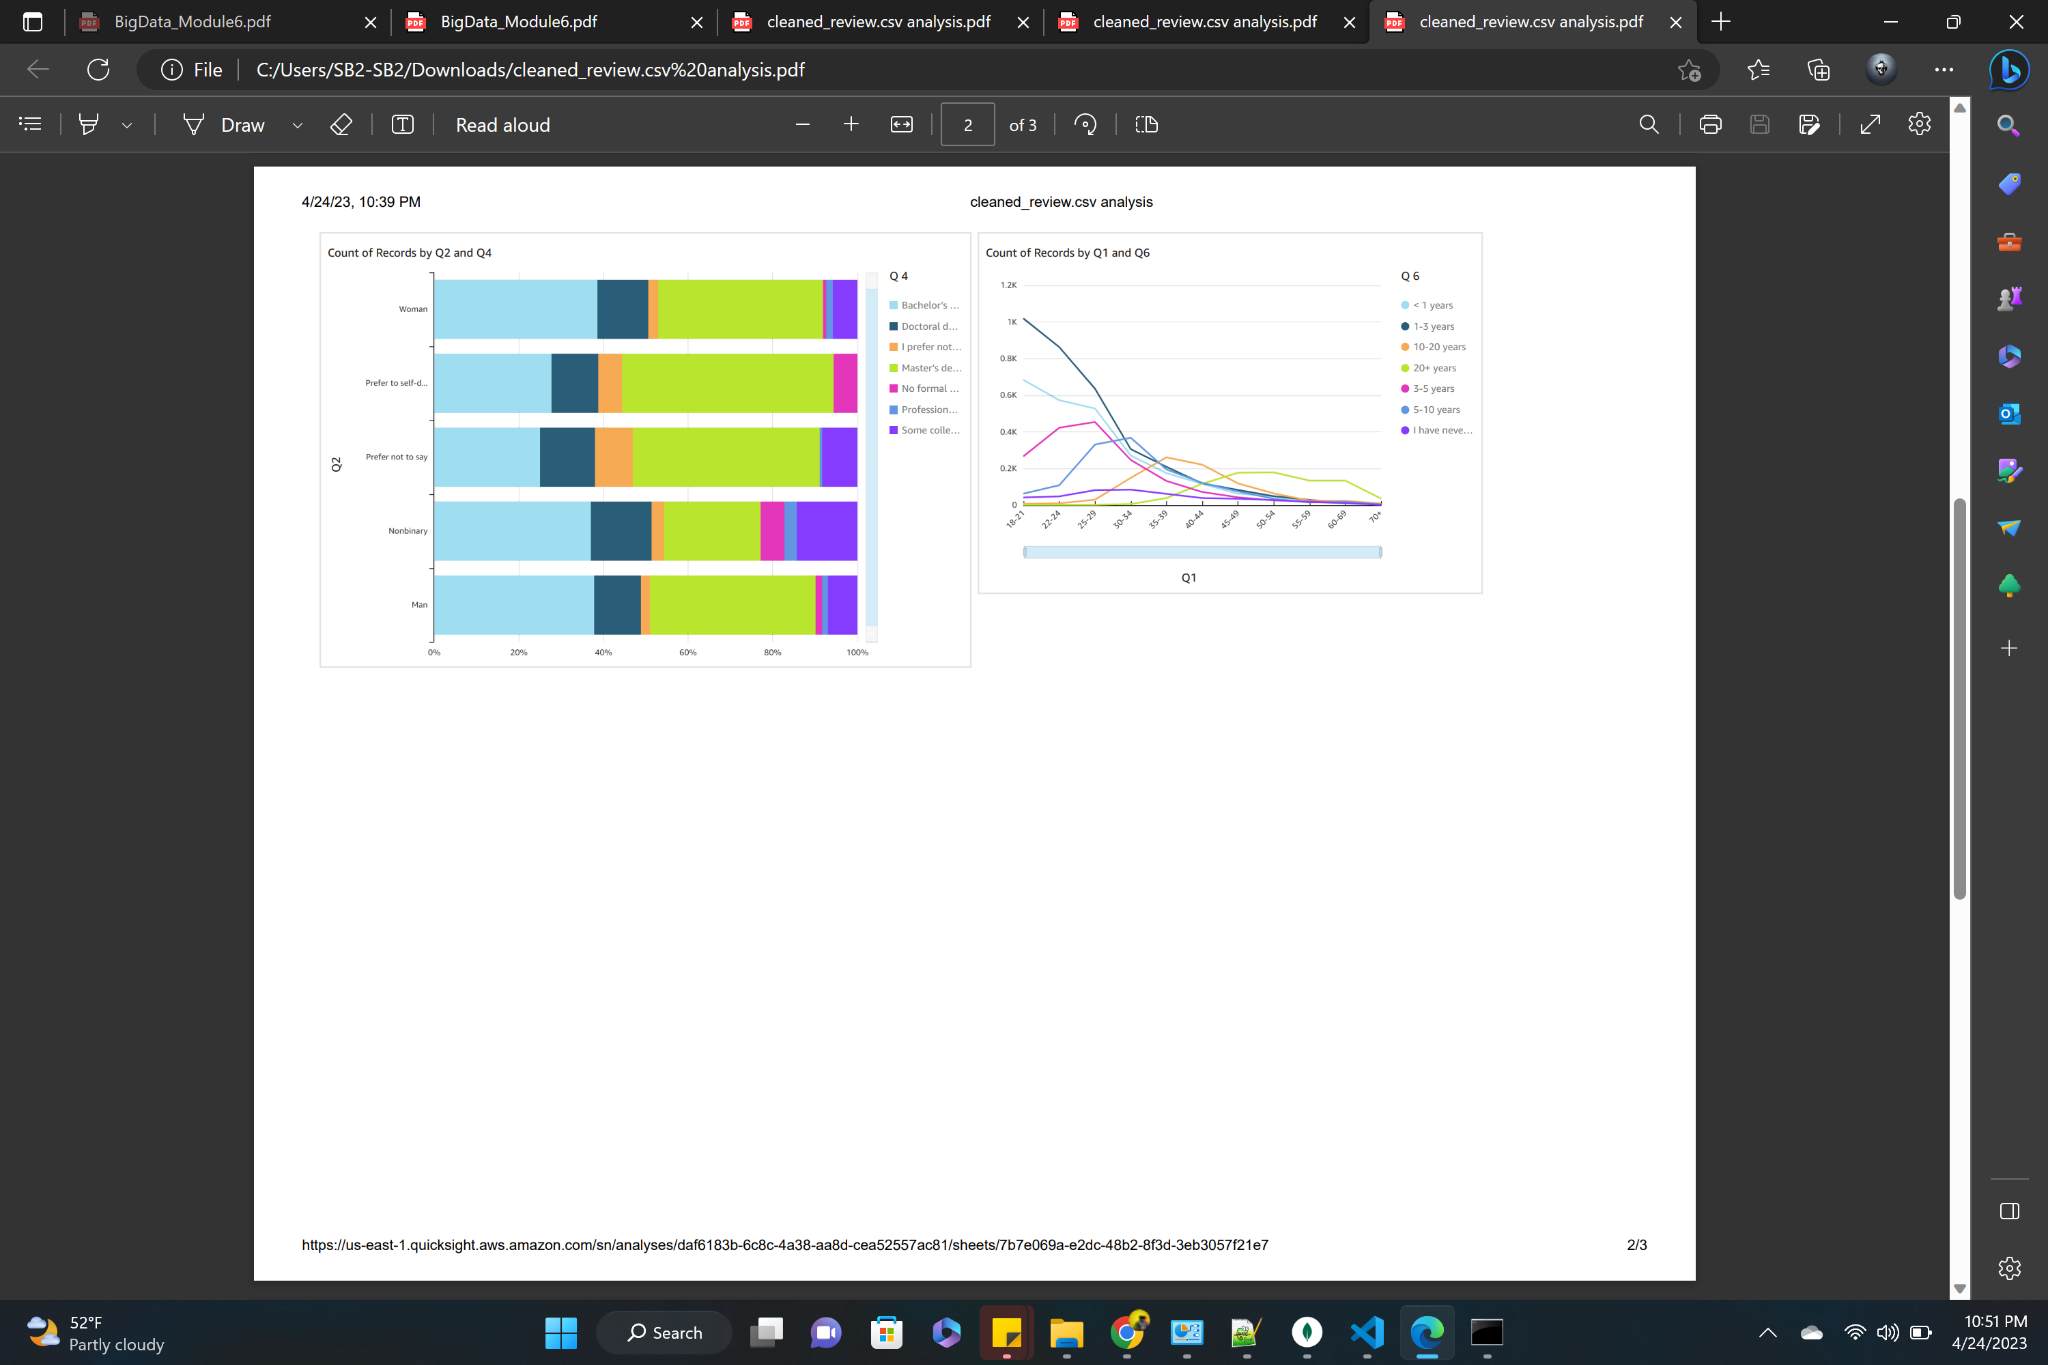 BigData_Module6.pdf
BigData_Module6.pdf
cleaned_review.csv analysis.pdf
cleaned_review.csv analysis.pdf
cleaned_review.csv analysis.pdf
File
C:/Users/SB2-SB2/Downloads/cleaned_review.csv%20analysis.pdf
Draw
Read aloud
2
of 3
4/24/23, 10:39 PM
cleaned_review.csv analysis
Count of Records by Q2 and Q4
Q2
Woman
Prefer to self-d...
Prefer not to say
Nonbinary
Man
0%
20%
40%
60%
80%
100%
Q 4
Bachelor's ...
Doctoral d...
I prefer not...
Master's de...
No formal ...
Profession...
Some colle...
Count of Records by Q1 and Q6
1.2K
1K
0.8K
0.6K
0.4K
0.2K
0
18-21
22-24
25-29
30-34
35-39
40-44
45-49
50-54
55-59
60-69
70+
Q1
Q 6
< 1 years
1-3 years
10-20 years
20+ years
3-5 years
5-10 years
I have neve...
https://us-east-1.quicksight.aws.amazon.com/sn/analyses/daf6183b-6c8c-4a38-aa8d-cea52557ac81/sheets/7b7e069a-e2dc-48b2-8f3d-3eb3057f21e7
2/3
52°F
Partly cloudy
Search
10:51 PM
4/24/2023